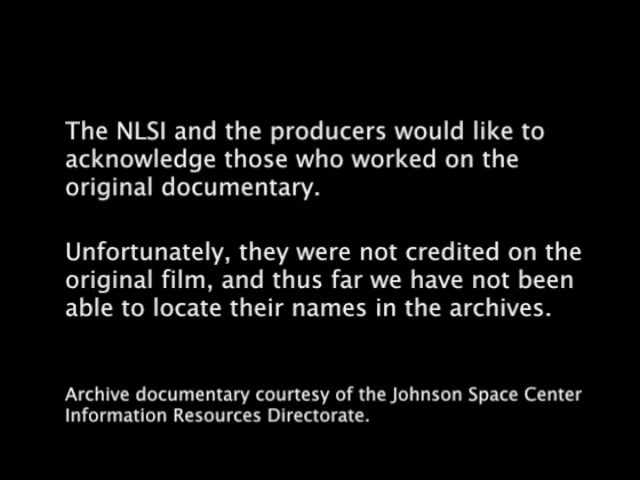 The NLSI and the producers would like to
acknowledge those who worked on the
original documentary.
Unfortunately, they were not credited on the
original film, and thus far we have not been
able to locate their names in the archives.
Archive documentary courtesy of the Johnson Space Center
Information Resources Directorate.